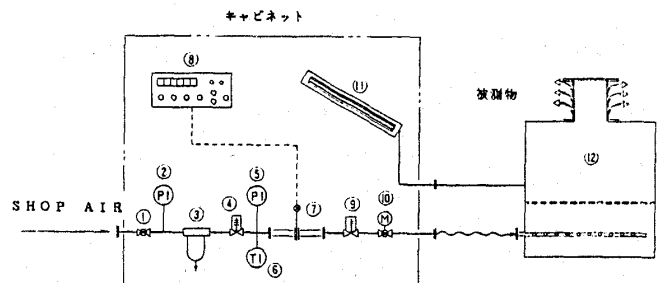 キャビネット
⑧
⑪
被測物
⑫
② ⑤
PI PI
SHOP AIR ① ③ ④ ⑦ ⑨ ⑩
M
TI ⑥